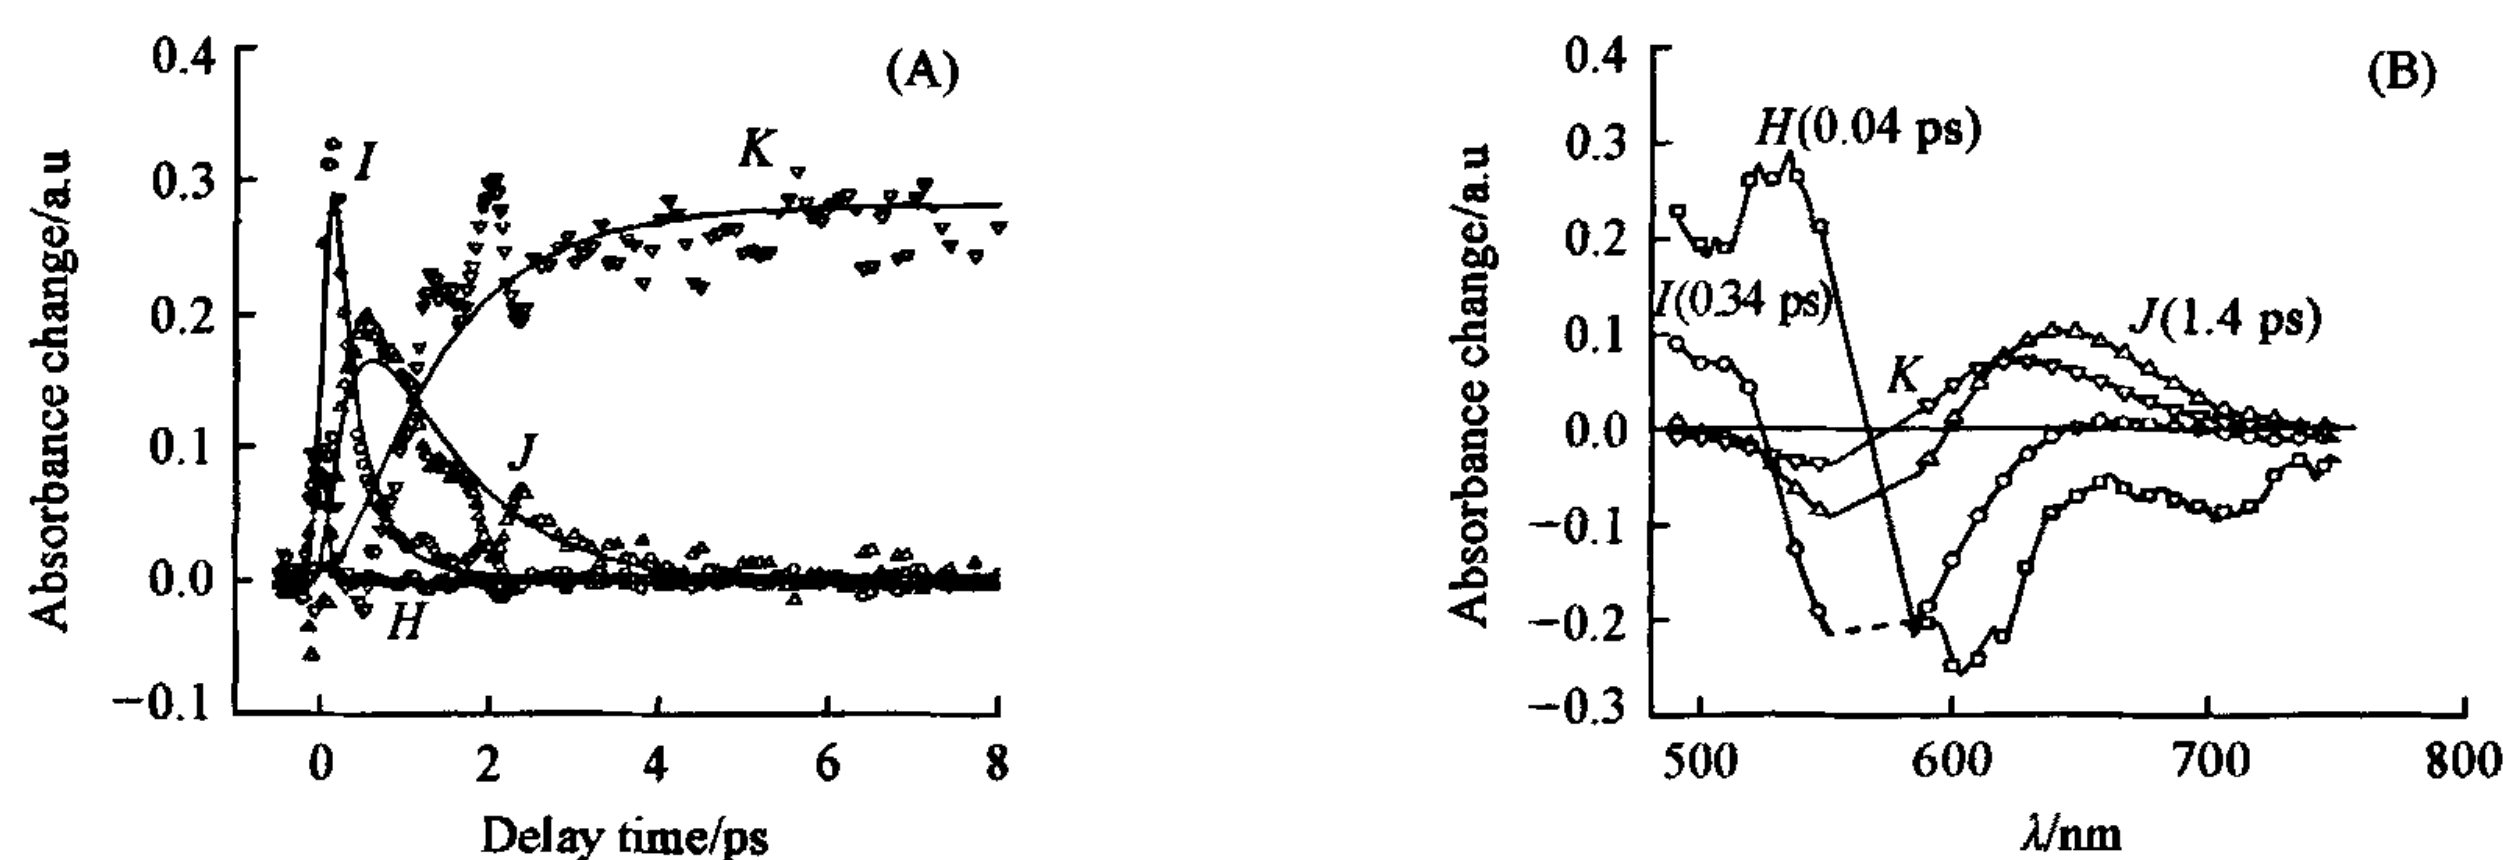 (A)
Absorbance change/a.u
0.4
0.3
0.2
0.1
0.0
−0.1
I
K
J
H
0 2 4 6 8
Delay time/ps
(B)
Absorbance change/a.u
0.4
0.3
0.2
0.1
0.0
−0.1
−0.2
−0.3
H(0.04 ps)
I(0.34 ps)
K
J(1.4 ps)
500 600 700 800
λ/nm